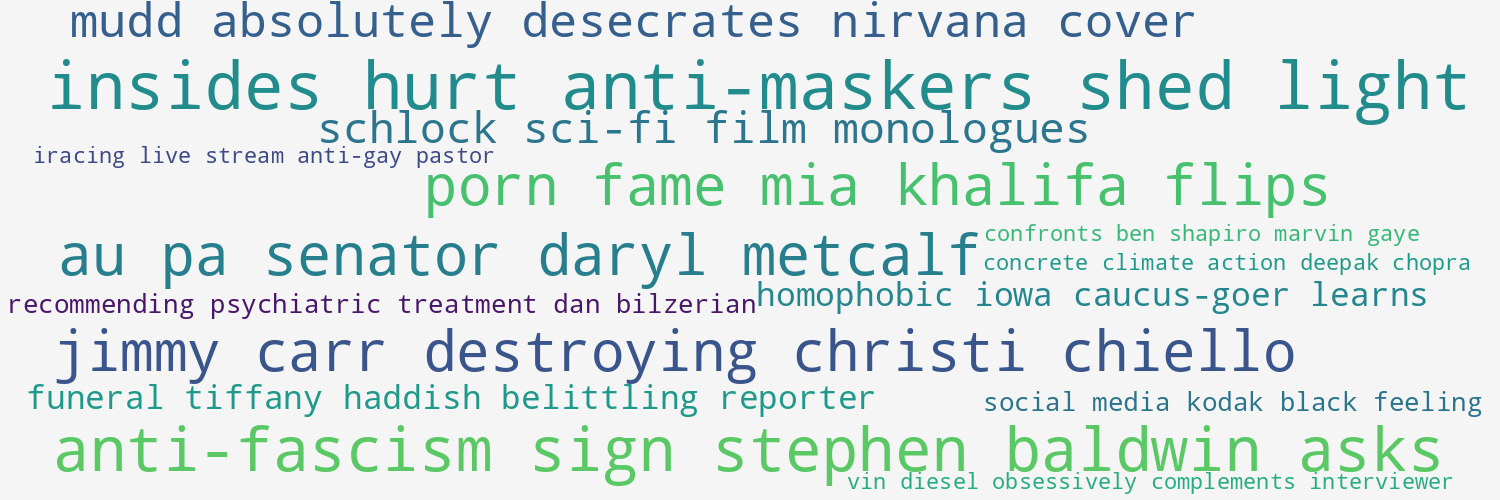 mudd absolutely desecrates nirvana cover
insides hurt anti-maskers shed light
schlock sci-fi film monologues
iracing live stream anti-gay pastor
porn fame mia khalifa flips
au pa senator daryl metcalf
confronts ben shapiro marvin gaye
concrete climate action deepak chopra
recommending psychiatric treatment dan bilzerian
homophobic iowa caucus-goer learns
jimmy carr destroying christi chiello
funeral tiffany haddish belittling reporter
social media kodak black feeling
anti-fascism sign stephen baldwin asks
vin diesel obsessively complements interviewer